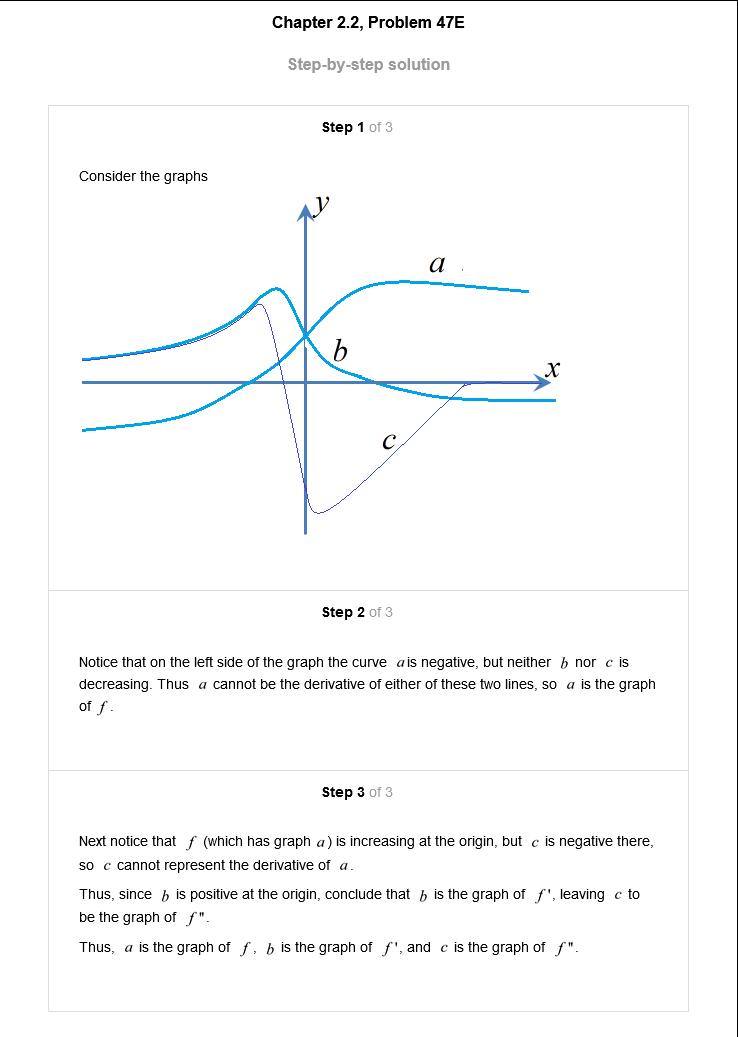 Chapter 2.2, Problem 47E
Step-by-step solution
Step 1 of 3
Consider the graphs
y
a
b
x
c
Step 2 of 3
Notice that on the left side of the graph the curve a is negative, but neither b nor c is
decreasing. Thus a cannot be the derivative of either of these two lines, so a is the graph
of f.
Step 3 of 3
Next notice that f (which has graph a) is increasing at the origin, but c is negative there,
so c cannot represent the derivative of a.
Thus, since b is positive at the origin, conclude that b is the graph of f', leaving c to
be the graph of f".
Thus, a is the graph of f, b is the graph of f', and c is the graph of f".